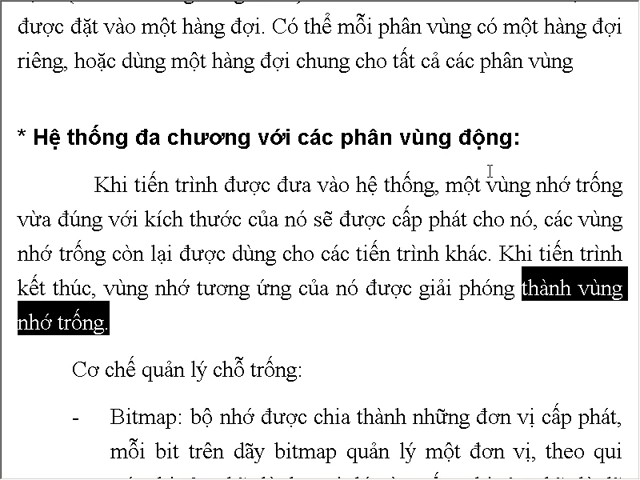 được đặt vào một hàng đợi. Có thể mỗi phân vùng có một hàng đợi
riêng, hoặc dùng một hàng đợi chung cho tất cả các phân vùng
* Hệ thống đa chương với các phân vùng động:
Khi tiến trình được đưa vào hệ thống, một vùng nhớ trống
vừa đúng với kích thước của nó sẽ được cấp phát cho nó, các vùng
nhớ trống còn lại được dùng cho các tiến trình khác. Khi tiến trình
kết thúc, vùng nhớ tương ứng của nó được giải phóng thành vùng
nhớ trống.
Cơ chế quản lý chỗ trống:
- Bitmap: bộ nhớ được chia thành những đơn vị cấp phát,
mỗi bit trên dãy bitmap quản lý một đơn vị, theo qui